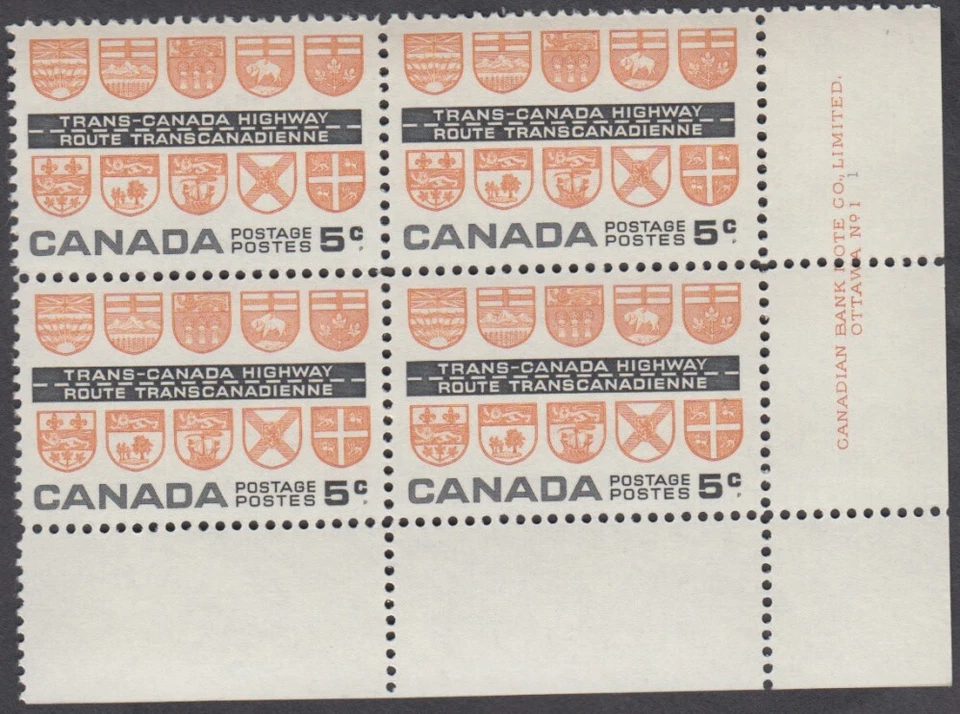 TRANS-CANADA HIGHWAY
ROUTE TRANSCANADIENNE
CANADA POSTAGE POSTES 5c
TRANS-CANADA HIGHWAY
ROUTE TRANSCANADIENNE
CANADA POSTAGE POSTES 5c
TRANS-CANADA HIGHWAY
ROUTE TRANSCANADIENNE
CANADA POSTAGE POSTES 5c
TRANS-CANADA HIGHWAY
ROUTE TRANSCANADIENNE
CANADA POSTAGE POSTES 5c
CANADIAN BANK NOTE CO., LIMITED.
OTTAWA Nº 1 1